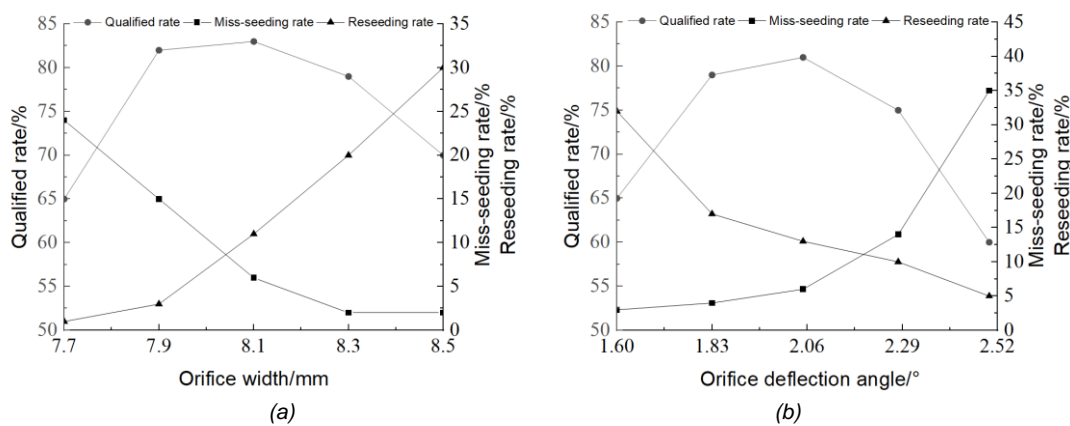 Qualified rate Miss-seeding rate Reseeding rate
85
80
75
70
65
60
55
50
Qualified rate/%
35
30
25
20
15
10
5
0
Miss-seeding rate/%
Reseeding rate/%
7.7 7.9 8.1 8.3 8.5
Orifice width/mm
(a)
Qualified rate Miss-seeding rate Reseeding rate
85
80
75
70
65
60
55
50
Qualified rate/%
45
40
35
30
25
20
15
10
5
0
Miss-seeding rate/%
Reseeding rate/%
1.60 1.83 2.06 2.29 2.52
Orifice deflection angle/°
(b)